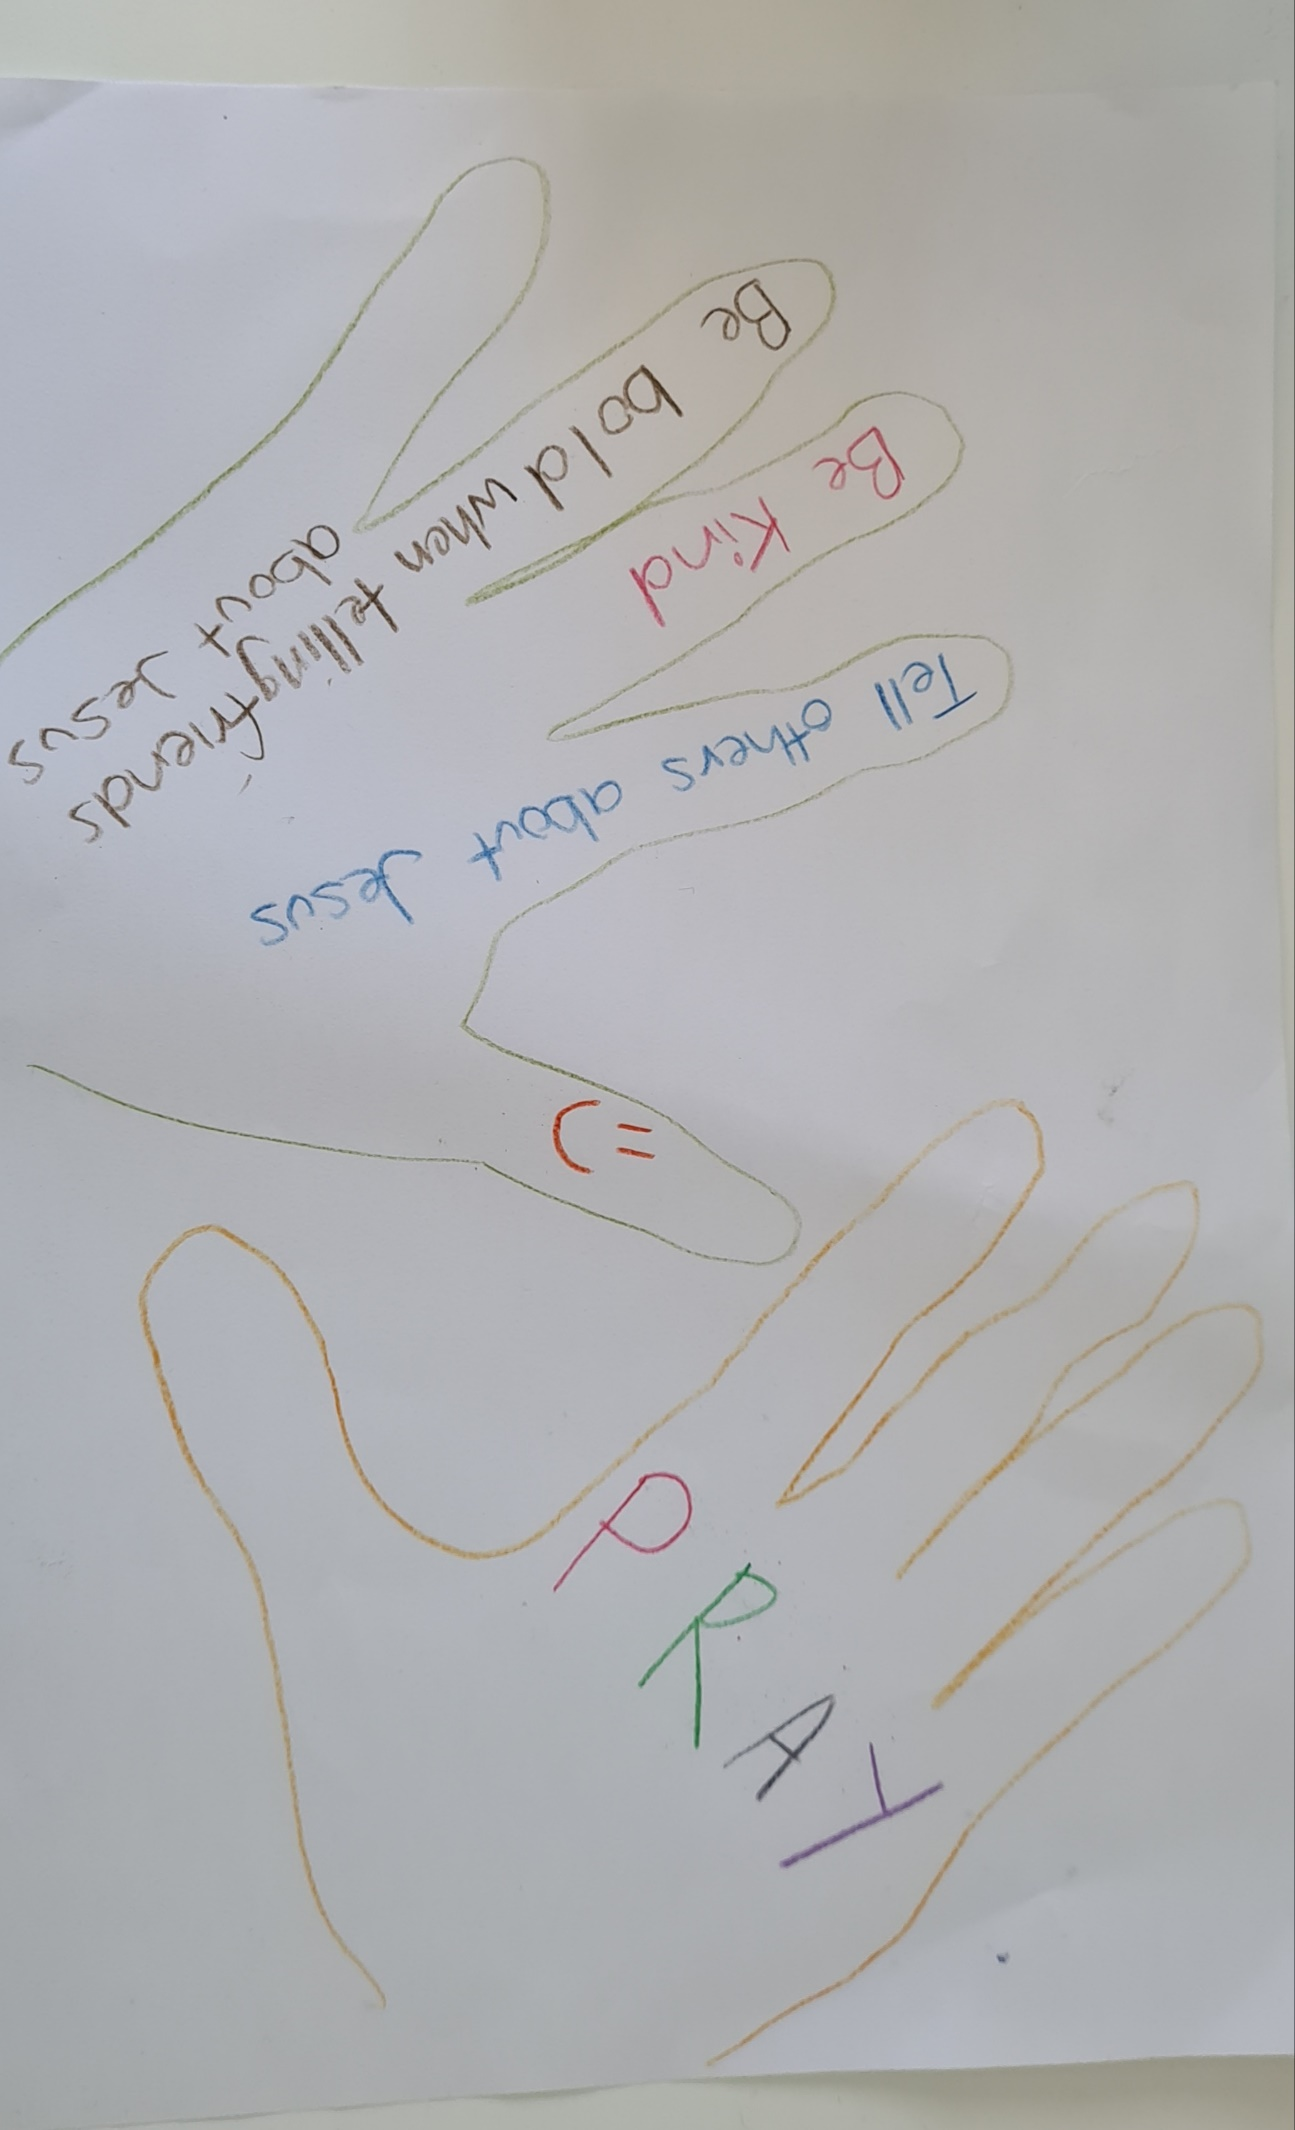 =)
Tell others about Jesus
Be Kind
Be bold when telling friends
about Jesus
PRAY